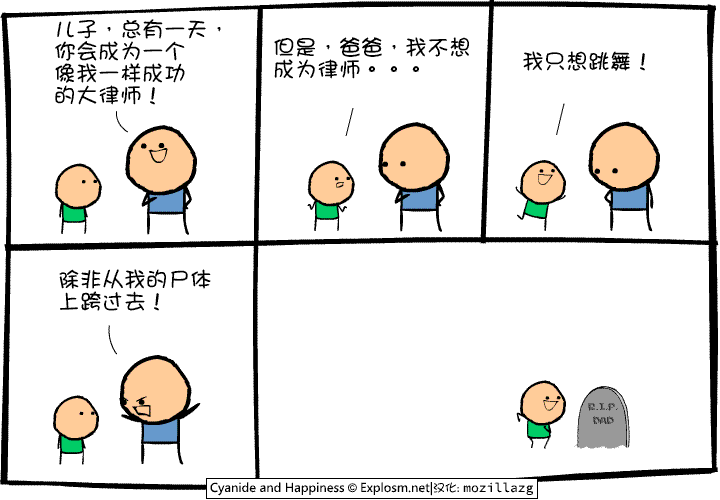 儿子，总有一天，
你会成为一个
像我一样成功
的大律师！
但是，爸爸，我不想
成为律师。。。
我只想跳舞！
除非从我的尸体
上跨过去！
R.I.P.
DAD
Cyanide and Happiness © Explosm.net|汉化: mozillazg